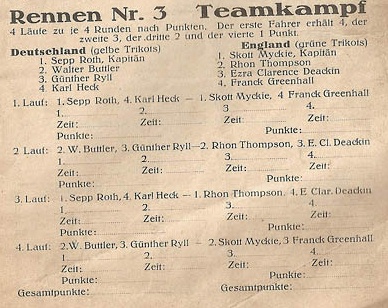 Rennen Nr. 3 Teamkampf
4 Läufe zu je 4 Runden nach Punkten. Der erste Fahrer erhält 4, der
zweite 3, der dritte 2 und der vierte 1 Punkt.
Deutschland (gelbe Trikots)
1. Sepp Roth, Kapitän
2. Walter Buttler
3. Günther Ryll
4. Karl Heck
England (grüne Trikots)
1. Skott Myckie, Kapitän
2. Rhon Thompson
3. Ezra Clarence Deackin
4. Franck Greenhall
1. Lauf: 1. Sepp Roth, 4. Karl Heck — 1. Skott Myckie, 4 Franck Greenhall
1. 2. 3. 4.
Zeit: Zeit: Zeit: Zeit:
Punkte: Punkte:
2 Lauf: 2. W. Buttler, 3. Günther Ryll — 2. Rhon Thompson, 3. E. Cl. Deackin
1. 2. 3. 4.
Zeit: Zeit: Zeit: Zeit:
Punkte: Punkte:
3. Lauf: 1. Sepp Roth, 4. Karl Heck — 1. Rhon Thompson, 4. E Clar. Deackin
1. 2. 3. 4.
Zeit: Zeit: Zeit: Zeit:
Punkte: Punkte:
4. Lauf: 2. W. Buttler, 3. Günther Ryll — 2. Skott Myckie, 3 Franck Greenhall
1. 2. 3. 4.
Zeit: Zeit: Zeit: Zeit:
Punkte: Punkte:
Gesamtpunkte: Gesamtpunkte: